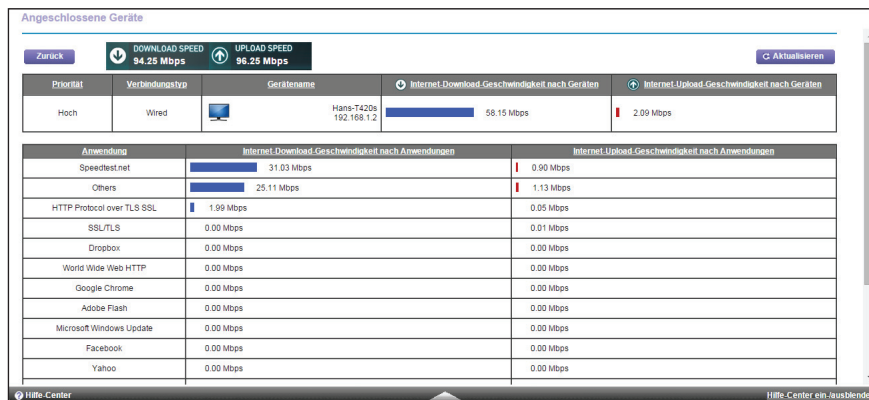 Angeschlossene Geräte
Zurück
DOWNLOAD SPEED
94.25 Mbps
UPLOAD SPEED
96.25 Mbps
Aktualisieren
Priorität Verbindungstyp Gerätename Internet-Download-Geschwindigkeit nach Geräten Internet-Upload-Geschwindigkeit nach Geräten
Hoch Wired Hans-T420s 58.15 Mbps 2.09 Mbps
192.168.1.2
Anwendung Internet-Download-Geschwindigkeit nach Anwendungen Internet-Upload-Geschwindigkeit nach Anwendungen
Speedtest.net 31.03 Mbps 0.90 Mbps
Others 25.11 Mbps 1.13 Mbps
HTTP Protocol over TLS SSL 1.99 Mbps 0.05 Mbps
SSL/TLS 0.00 Mbps 0.01 Mbps
Dropbox 0.00 Mbps 0.00 Mbps
World Wide Web HTTP 0.00 Mbps 0.00 Mbps
Google Chrome 0.00 Mbps 0.00 Mbps
Adobe Flash 0.00 Mbps 0.00 Mbps
Microsoft Windows Update 0.00 Mbps 0.00 Mbps
Facebook 0.00 Mbps 0.00 Mbps
Yahoo 0.00 Mbps 0.00 Mbps
Hilfe-Center Hilfe-Center ein-/ausblende